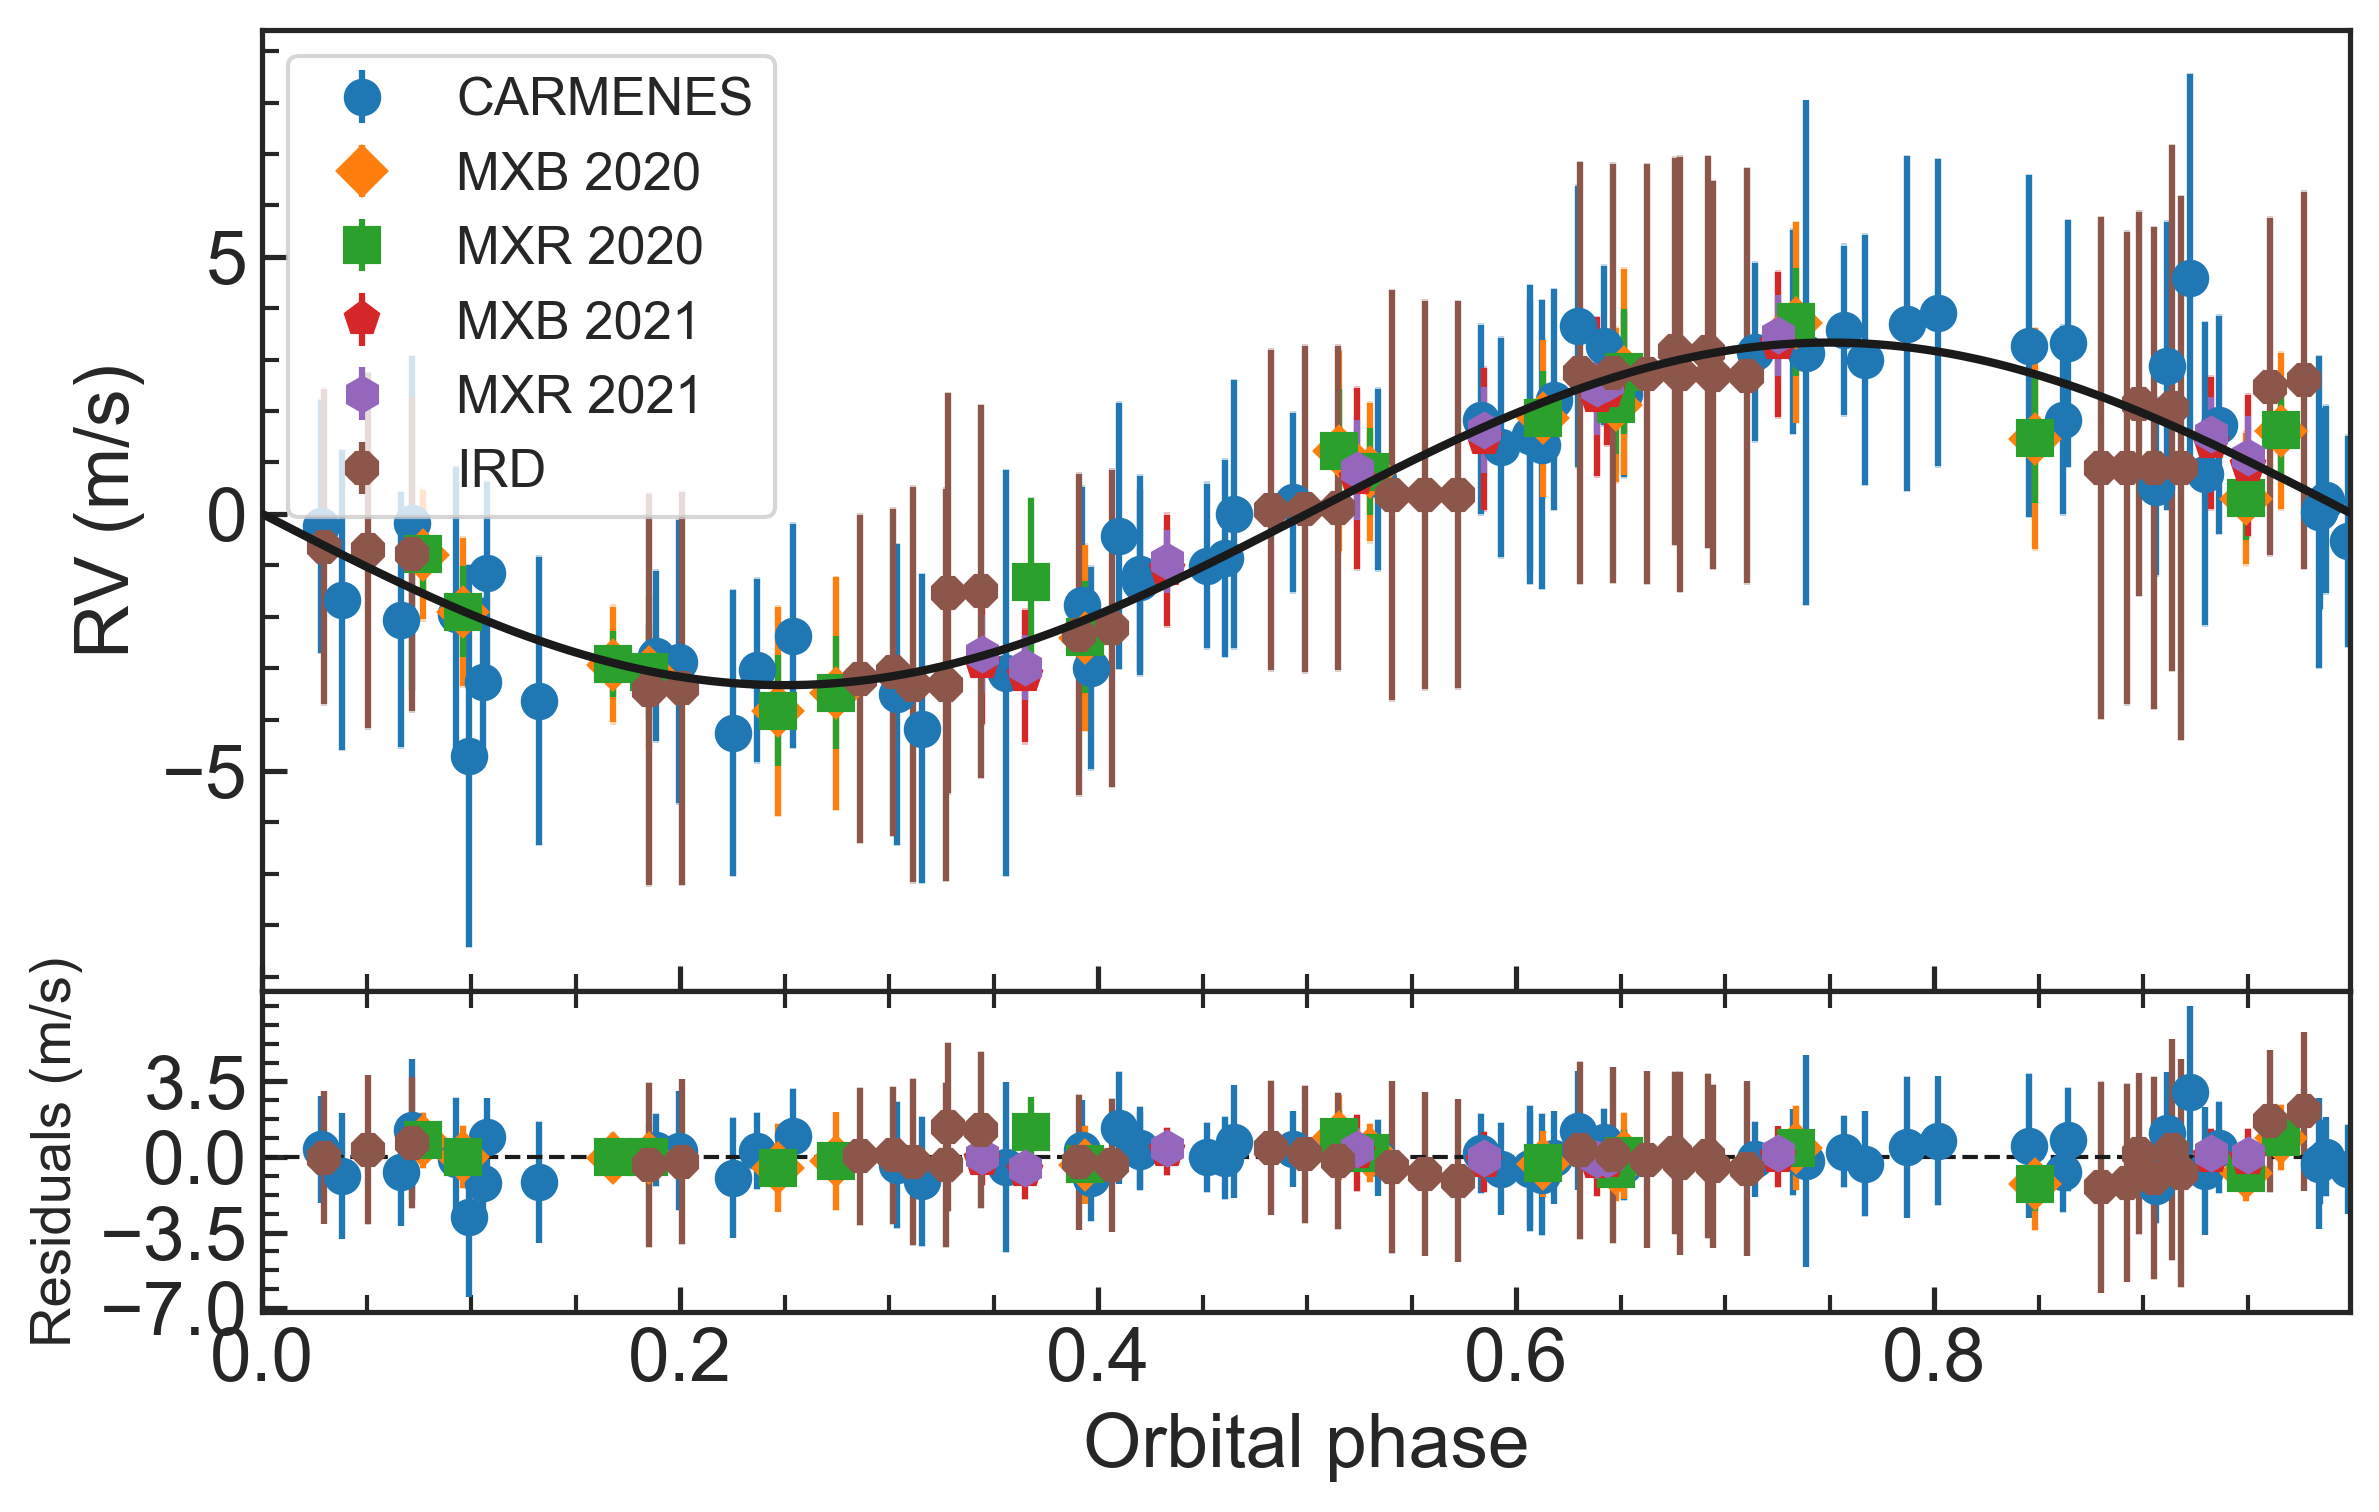 CARMENES
MXB 2020
MXR 2020
MXB 2021
MXR 2021
IRD
RV (m/s)
5
0
−5
Residuals (m/s)
3.5
0.0
−3.5
−7.0
0.0 0.2 0.4 0.6 0.8
Orbital phase